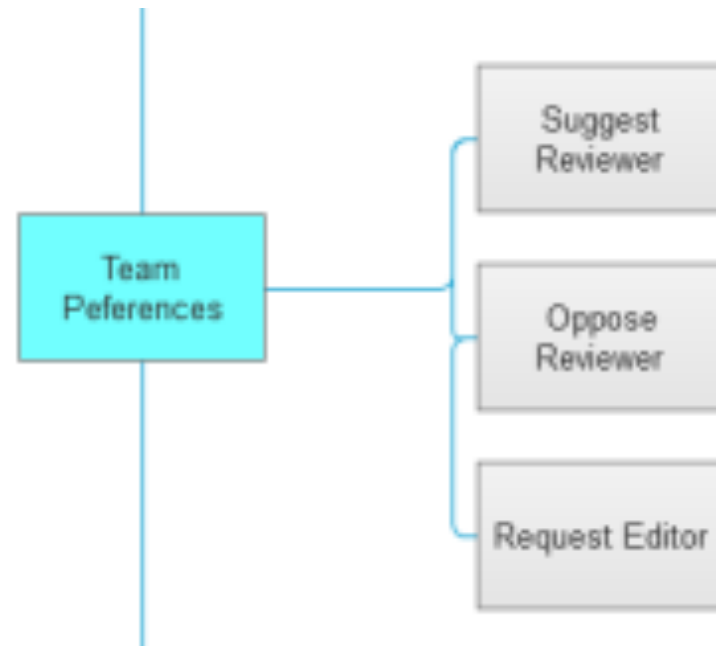 Team
Peferences
Suggest
Reviewer
Oppose
Reviewer
Request Editor